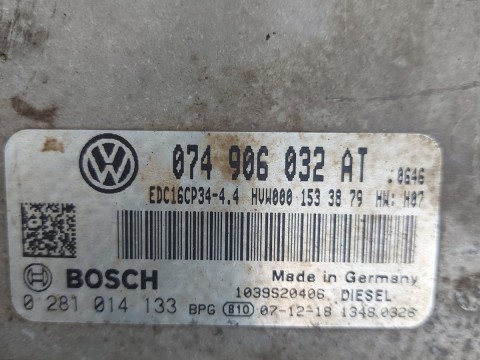 074 906 032 AT .0646
EDC16CP34-4.4 HVW000 153 38 79 HW: H07
BOSCH
Made in Germany
1039S20406 DIESEL
0 281 014 133 BPG 810 07-12-18 1348.0326